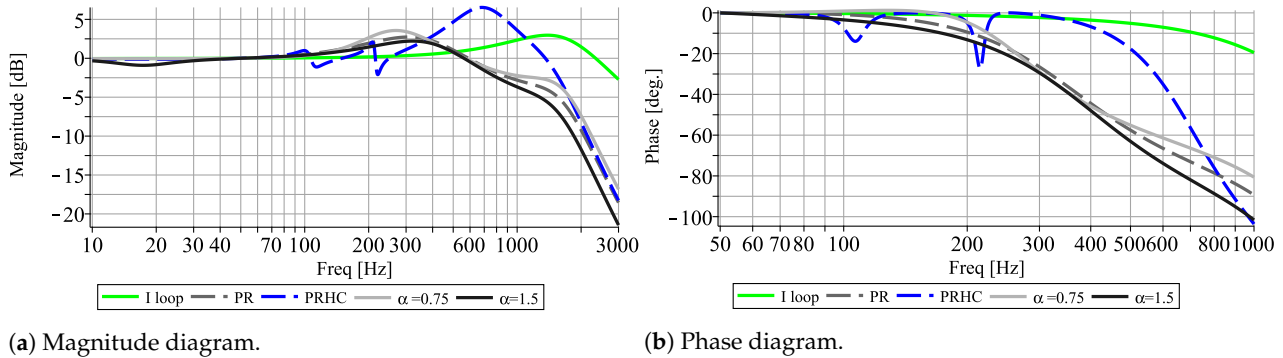 Magnitude [dB]
5
0
−5
−10
−15
−20
10 20 30 40 70 100 200 300 600 1000 3000
Freq [Hz]
I loop PR PRHC α=0.75 α=1.5
(a) Magnitude diagram.
Phase [deg.]
0
−20
−40
−60
−80
−100
50 60 70 80 100 200 300 400 500 600 800 1000
Freq [Hz]
I loop PR PRHC α=0.75 α=1.5
(b) Phase diagram.